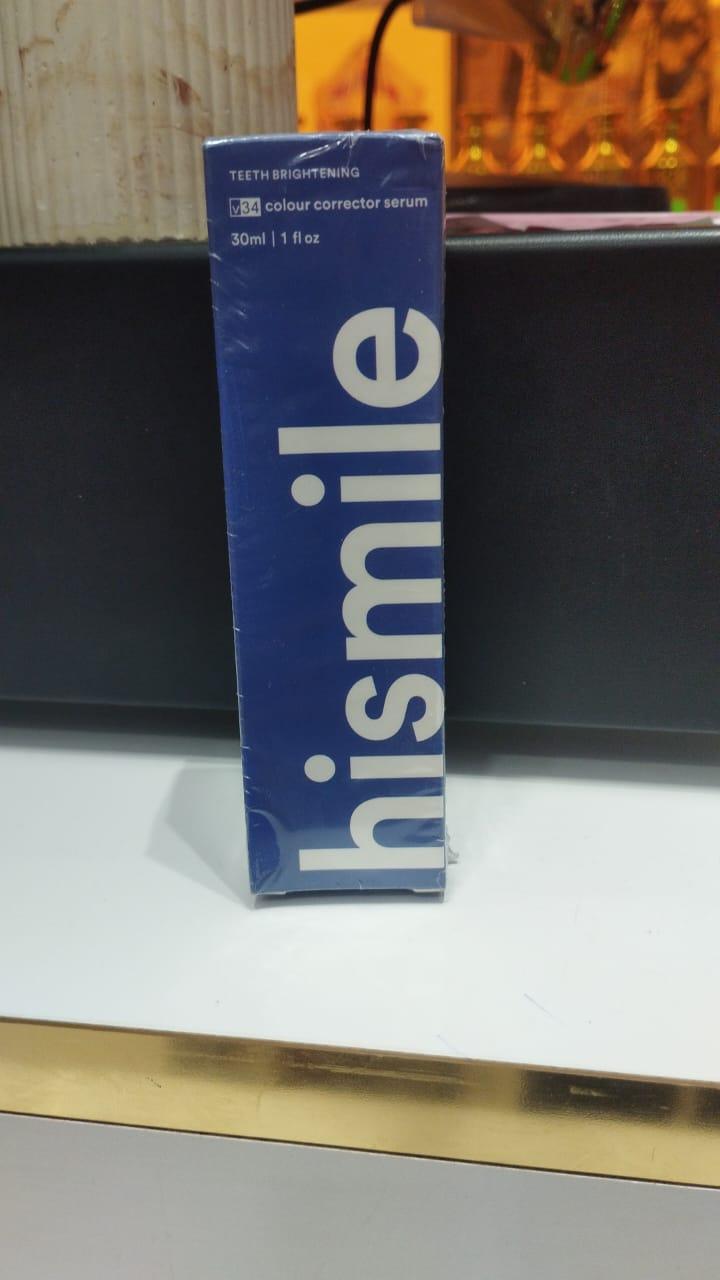 TEETH BRIGHTENING
v34 colour corrector serum
30ml | 1 fl oz
hismile